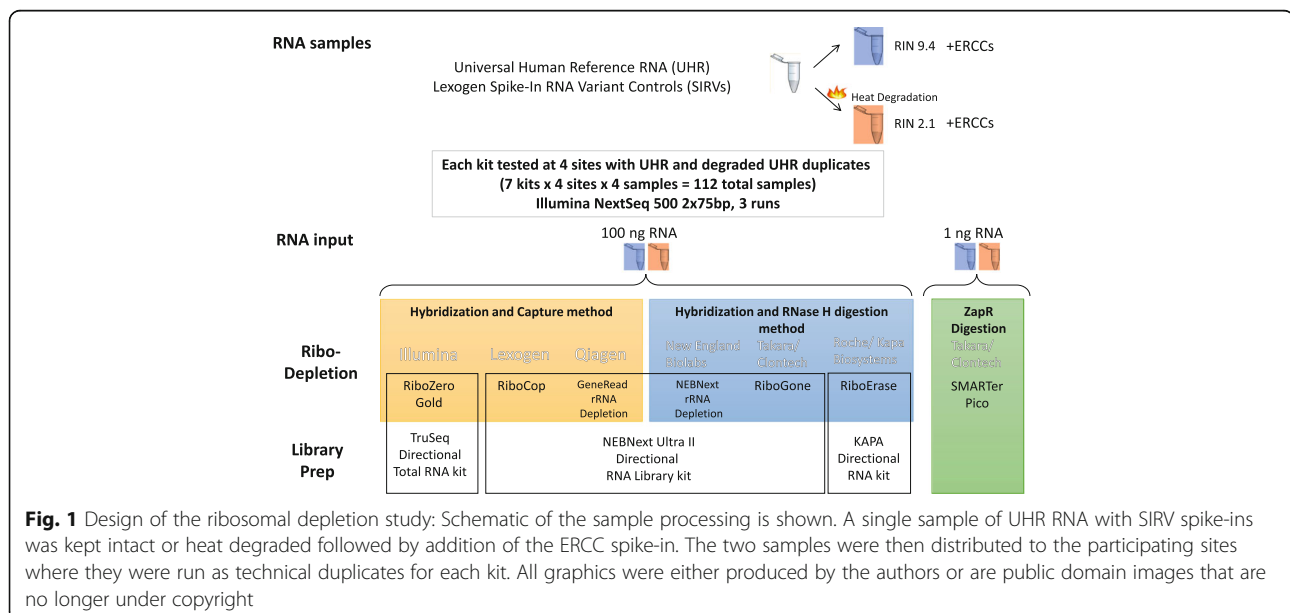 RNA samples
Universal Human Reference RNA (UHR)
Lexogen Spike-In RNA Variant Controls (SIRVs)
RIN 9.4 +ERCCs
Heat Degradation
RIN 2.1 +ERCCs
Each kit tested at 4 sites with UHR and degraded UHR duplicates
(7 kits x 4 sites x 4 samples = 112 total samples)
Illumina NextSeq 500 2x75bp, 3 runs
RNA input
100 ng RNA
1 ng RNA
Ribo-
Depletion
Hybridization and Capture method
Illumina
Lexogen
Qiagen
RiboZero
Gold
RiboCop
GeneRead
rRNA
Depletion
Hybridization and RNase H digestion
method
New England
Biolabs
Takara/
Clontech
Roche/ Kapa
Biosystems
NEBNext
rRNA
Depletion
RiboGone
RiboErase
ZapR
Digestion
Takara/
Clontech
SMARTer
Pico
Library
Prep
TruSeq
Directional
Total RNA kit
NEBNext Ultra II
Directional
RNA Library kit
KAPA
Directional
RNA kit
Fig. 1 Design of the ribosomal depletion study: Schematic of the sample processing is shown. A single sample of UHR RNA with SIRV spike-ins
was kept intact or heat degraded followed by addition of the ERCC spike-in. The two samples were then distributed to the participating sites
where they were run as technical duplicates for each kit. All graphics were either produced by the authors or are public domain images that are
no longer under copyright